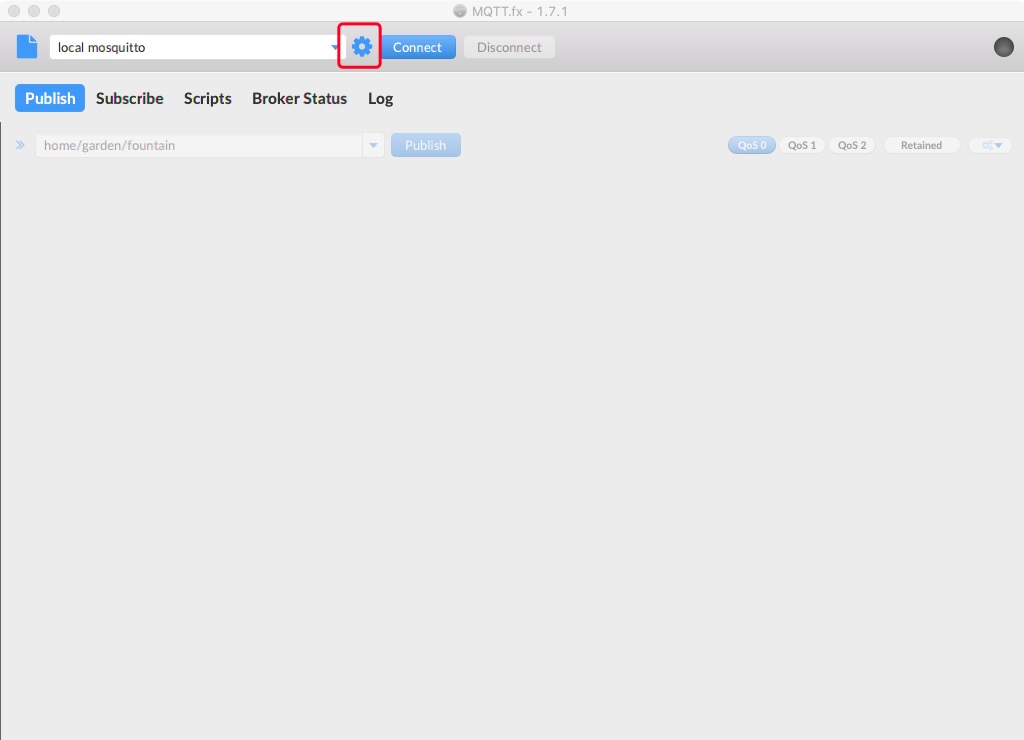 MQTT.fx - 1.7.1
local mosquitto Connect Disconnect
Publish Subscribe Scripts Broker Status Log
home/garden/fountain Publish QoS 0 QoS 1 QoS 2 Retained